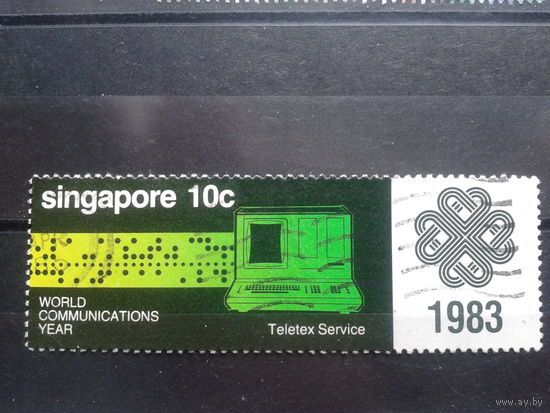 singapore 10c
WORLD
COMMUNICATIONS
YEAR
Teletex Service
1983
www.ay.by